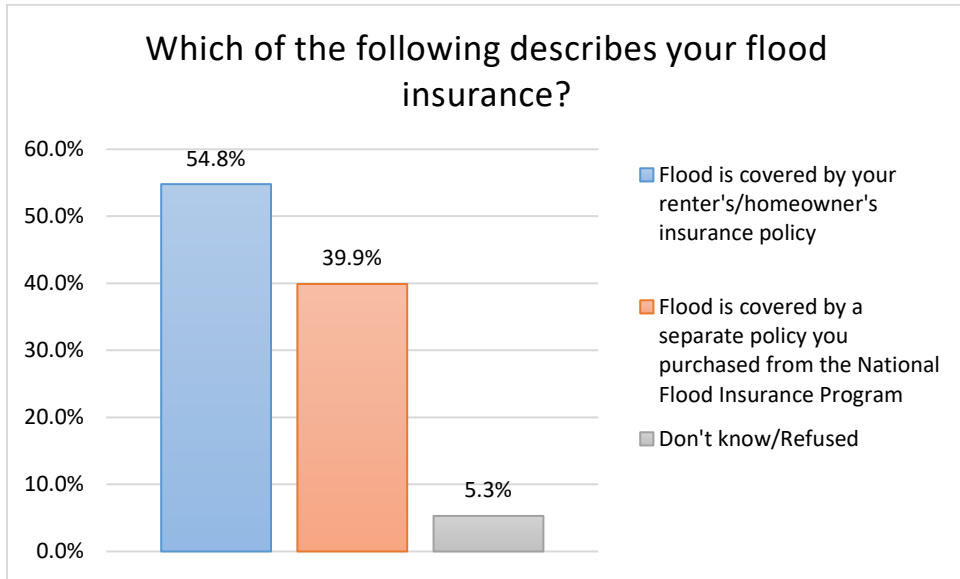 Which of the following describes your flood
insurance?
60.0%
50.0%
40.0%
30.0%
20.0%
10.0%
0.0%
54.8%
39.9%
5.3%
Flood is covered by your
renter's/homeowner's
insurance policy
Flood is covered by a
separate policy you
purchased from the National
Flood Insurance Program
Don't know/Refused